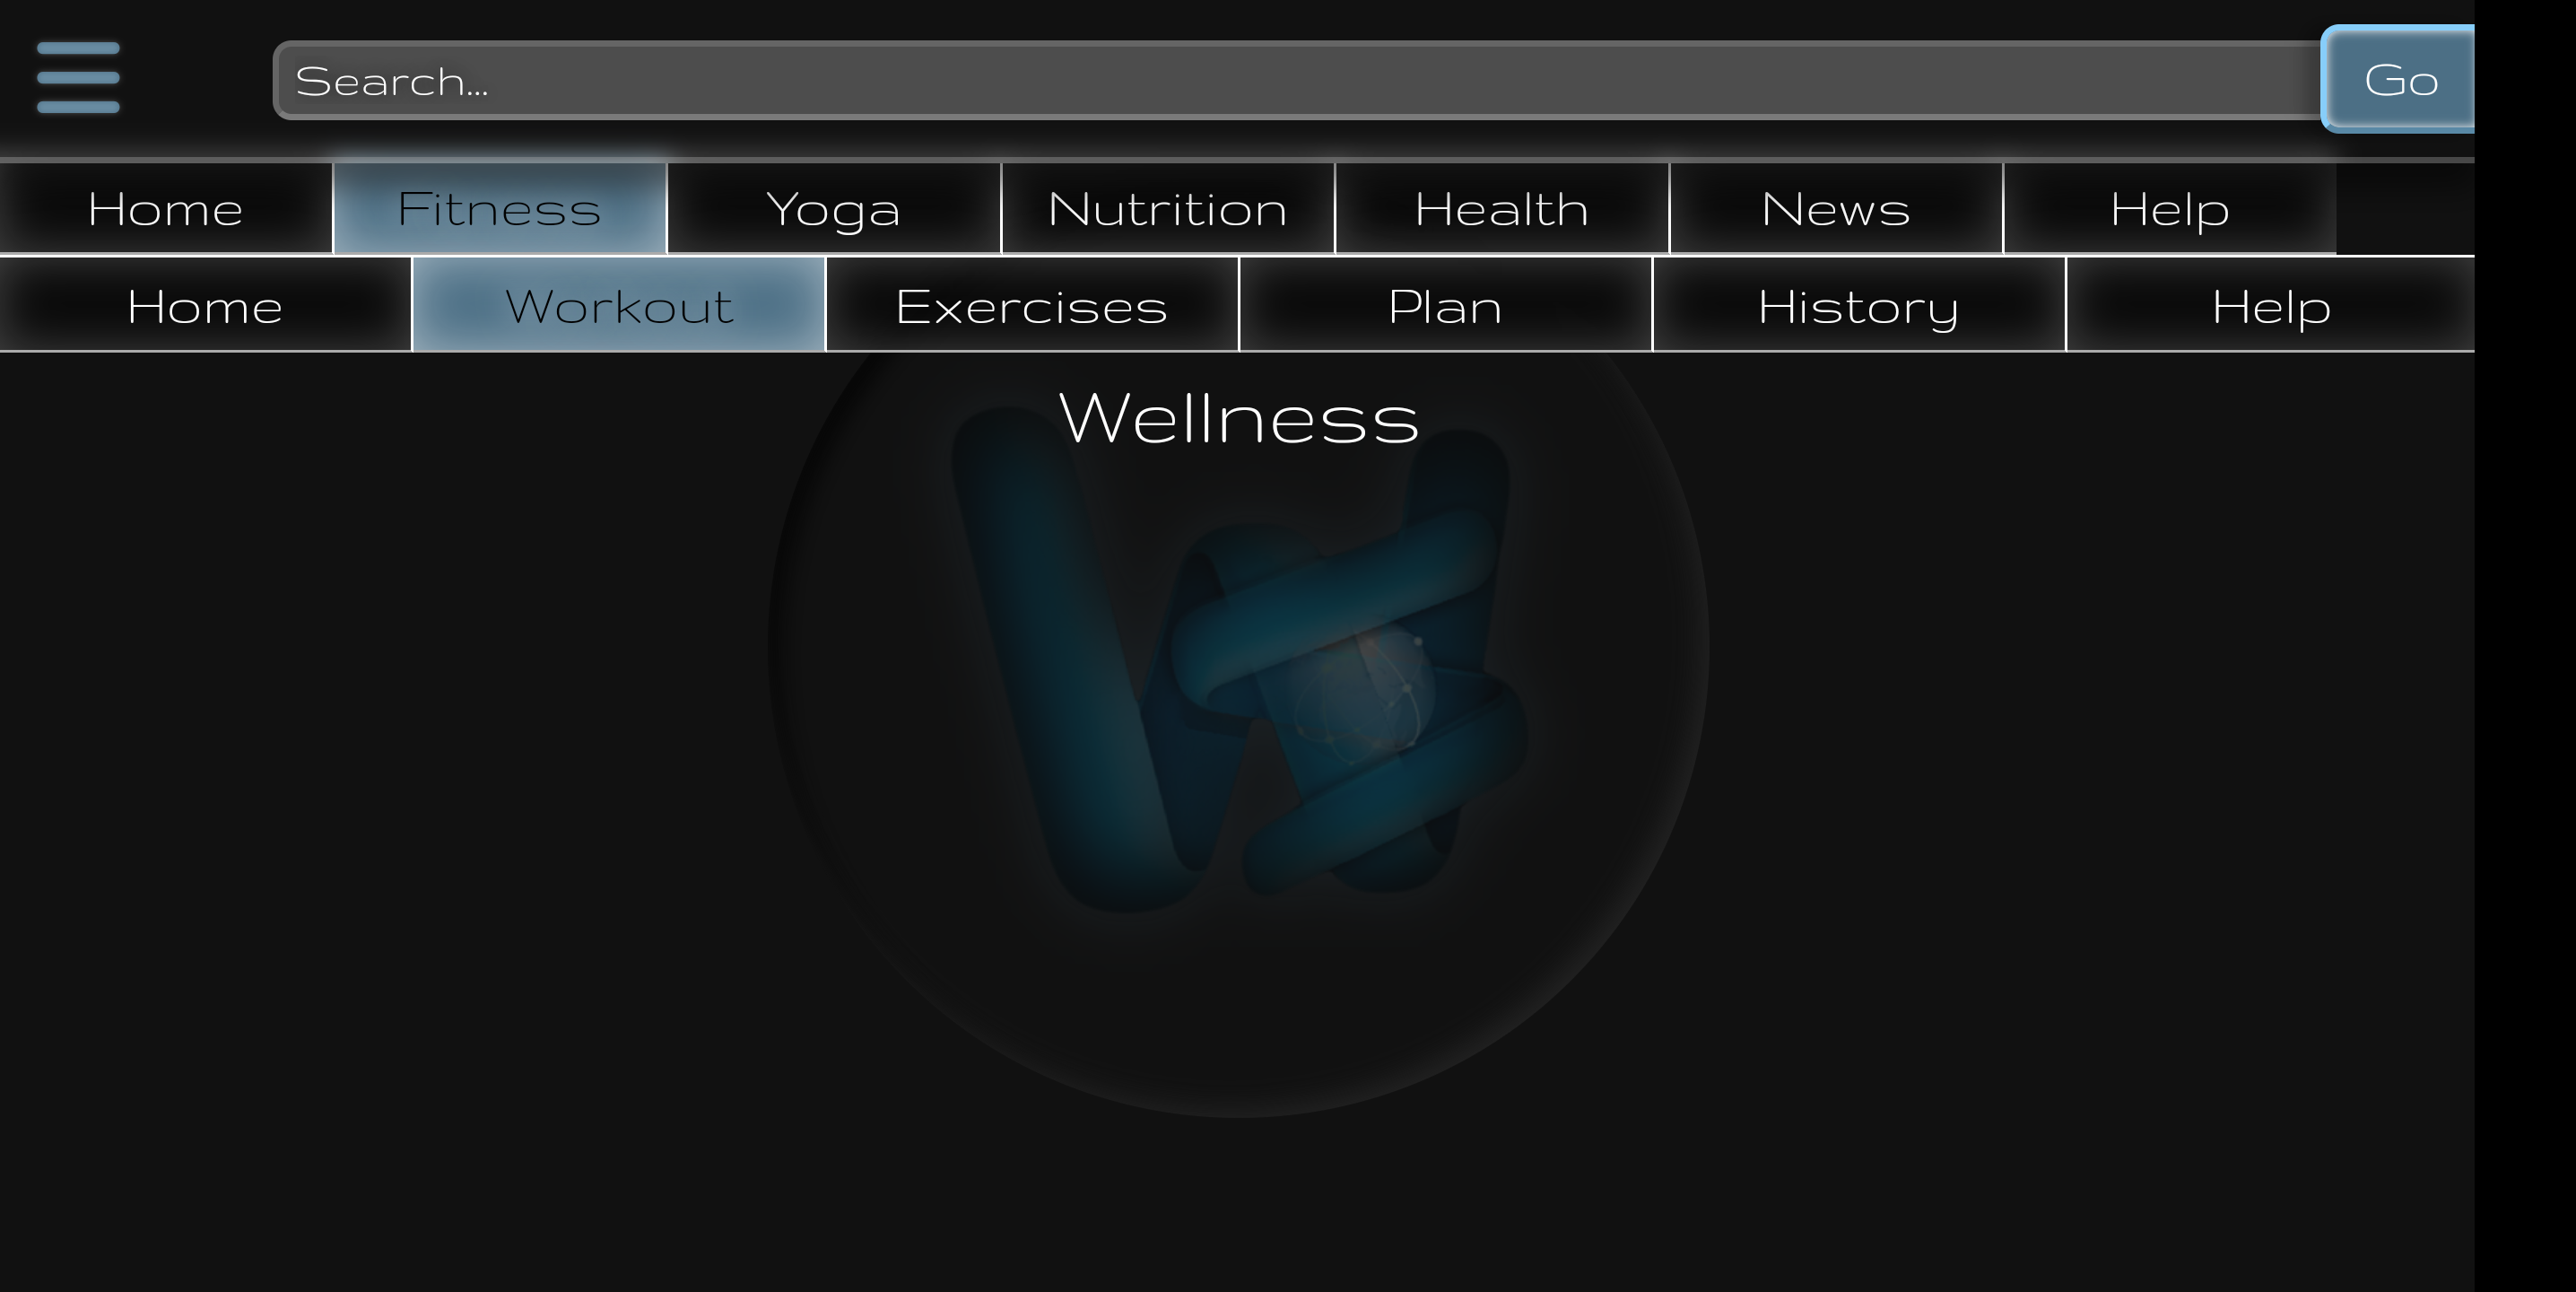 Search...
Go
Home Fitness Yoga Nutrition Health News Help
Home Workout Exercises Plan History Help
Wellness